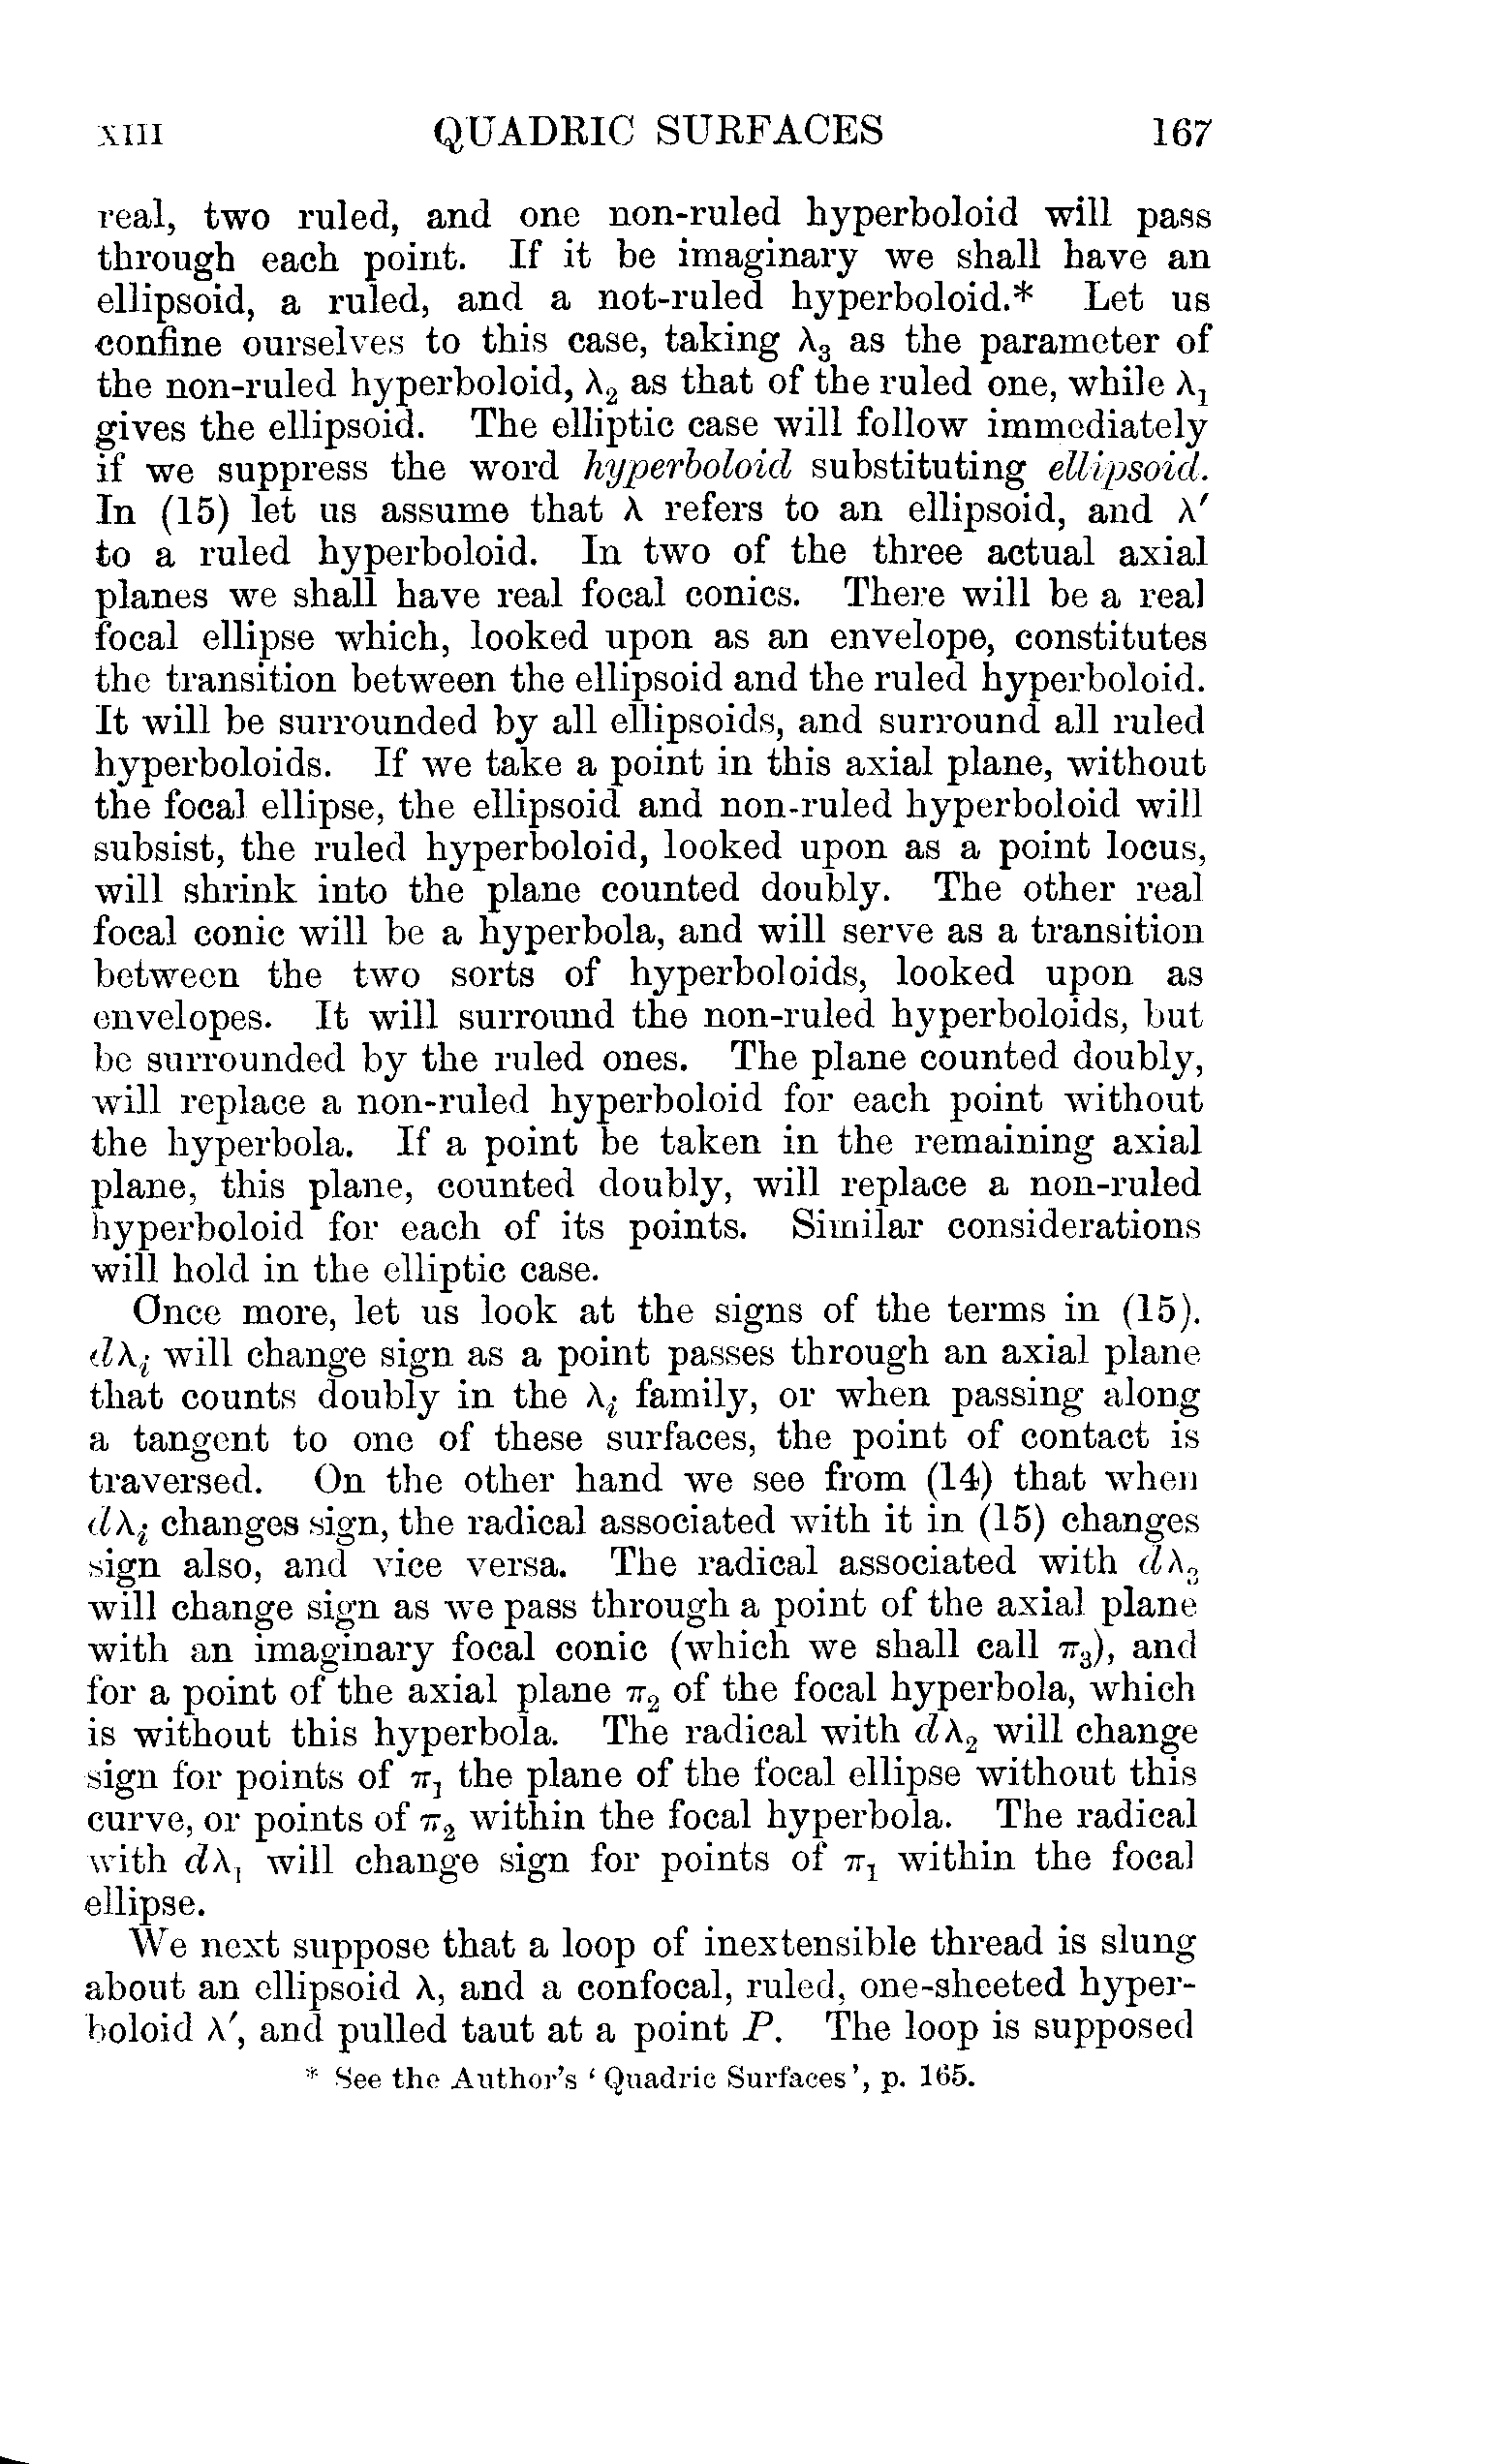 XIII QUADRIC SURFACES 167
real, two ruled, and one non-ruled hyperboloid will pass
through each point. If it be imaginary we shall have an
ellipsoid, a ruled, and a not-ruled hyperboloid.* Let us
confine ourselves to this case, taking λ₃ as the parameter of
the non-ruled hyperboloid, λ₂ as that of the ruled one, while λ₁
gives the ellipsoid. The elliptic case will follow immediately
if we suppress the word hyperboloid substituting ellipsoid.
In (15) let us assume that λ refers to an ellipsoid, and λ′
to a ruled hyperboloid. In two of the three actual axial
planes we shall have real focal conics. There will be a real
focal ellipse which, looked upon as an envelope, constitutes
the transition between the ellipsoid and the ruled hyperboloid.
It will be surrounded by all ellipsoids, and surround all ruled
hyperboloids. If we take a point in this axial plane, without
the focal ellipse, the ellipsoid and non-ruled hyperboloid will
subsist, the ruled hyperboloid, looked upon as a point locus,
will shrink into the plane counted doubly. The other real
focal conic will be a hyperbola, and will serve as a transition
between the two sorts of hyperboloids, looked upon as
envelopes. It will surround the non-ruled hyperboloids, but
be surrounded by the ruled ones. The plane counted doubly,
will replace a non-ruled hyperboloid for each point without
the hyperbola. If a point be taken in the remaining axial
plane, this plane, counted doubly, will replace a non-ruled
hyperboloid for each of its points. Similar considerations
will hold in the elliptic case.
Once more, let us look at the signs of the terms in (15).
dλᵢ will change sign as a point passes through an axial plane
that counts doubly in the λᵢ family, or when passing along
a tangent to one of these surfaces, the point of contact is
traversed. On the other hand we see from (14) that when
dλᵢ changes sign, the radical associated with it in (15) changes
sign also, and vice versa. The radical associated with dλ₃
will change sign as we pass through a point of the axial plane
with an imaginary focal conic (which we shall call π₃), and
for a point of the axial plane π₂ of the focal hyperbola, which
is without this hyperbola. The radical with dλ₂ will change
sign for points of π₁ the plane of the focal ellipse without this
curve, or points of π₂ within the focal hyperbola. The radical
with dλ₁ will change sign for points of π₁ within the focal
ellipse.
We next suppose that a loop of inextensible thread is slung
about an ellipsoid λ, and a confocal, ruled, one-sheeted hyper-
boloid λ′, and pulled taut at a point P. The loop is supposed
* See the Author's 'Quadric Surfaces', p. 165.